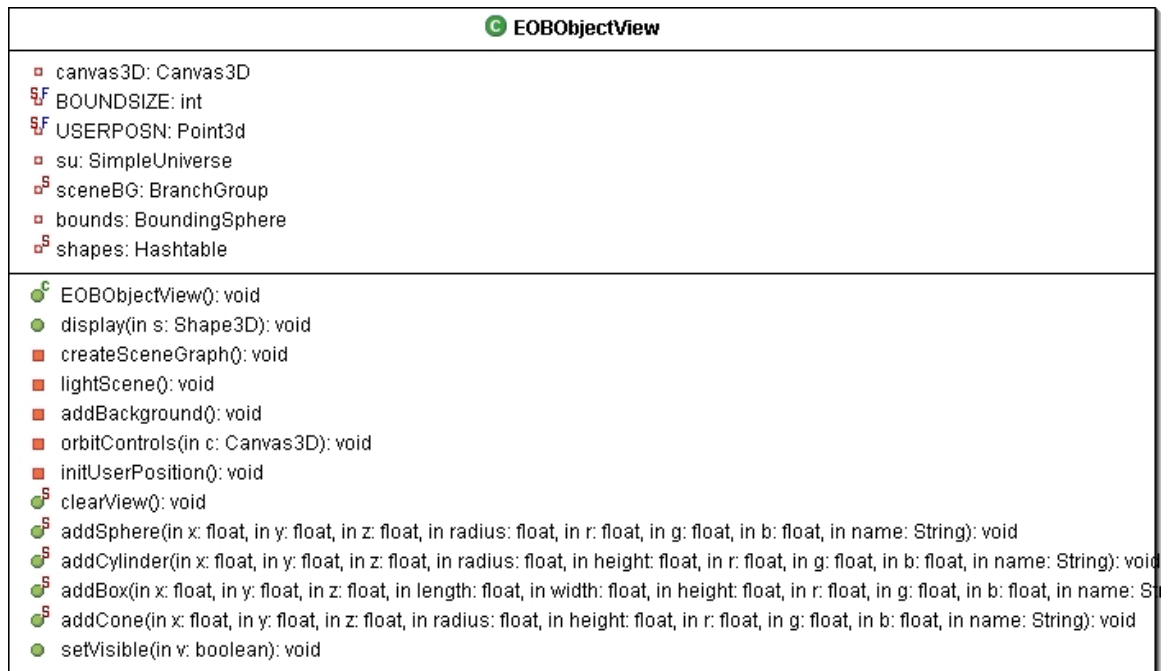 C EOBObjectView
canvas3D: Canvas3D
S F BOUNDSIZE: int
S F USERPOSN: Point3d
su: SimpleUniverse
S sceneBG: BranchGroup
bounds: BoundingSphere
S shapes: Hashtable
C EOBObjectView(): void
display(in s: Shape3D): void
createSceneGraph(): void
lightScene(): void
addBackground(): void
orbitControls(in c: Canvas3D): void
initUserPosition(): void
S clearView(): void
S addSphere(in x: float, in y: float, in z: float, in radius: float, in r: float, in g: float, in b: float, in name: String): void
S addCylinder(in x: float, in y: float, in z: float, in radius: float, in height: float, in r: float, in g: float, in b: float, in name: String): void
S addBox(in x: float, in y: float, in z: float, in length: float, in width: float, in height: float, in r: float, in g: float, in b: float, in name: St
S addCone(in x: float, in y: float, in z: float, in radius: float, in height: float, in r: float, in g: float, in b: float, in name: String): void
setVisible(in v: boolean): void